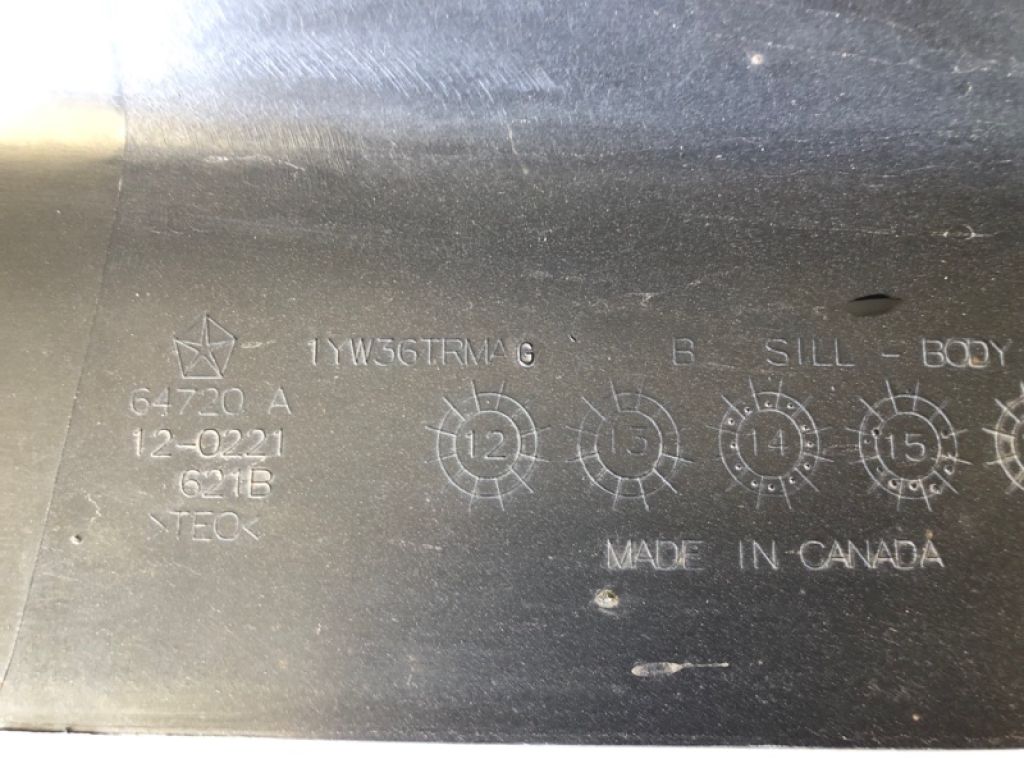 1YW36TRMAG B SILL - BODY
64720 A
12-0221
621B
>TEO<
12 13 14 15
MADE IN CANADA